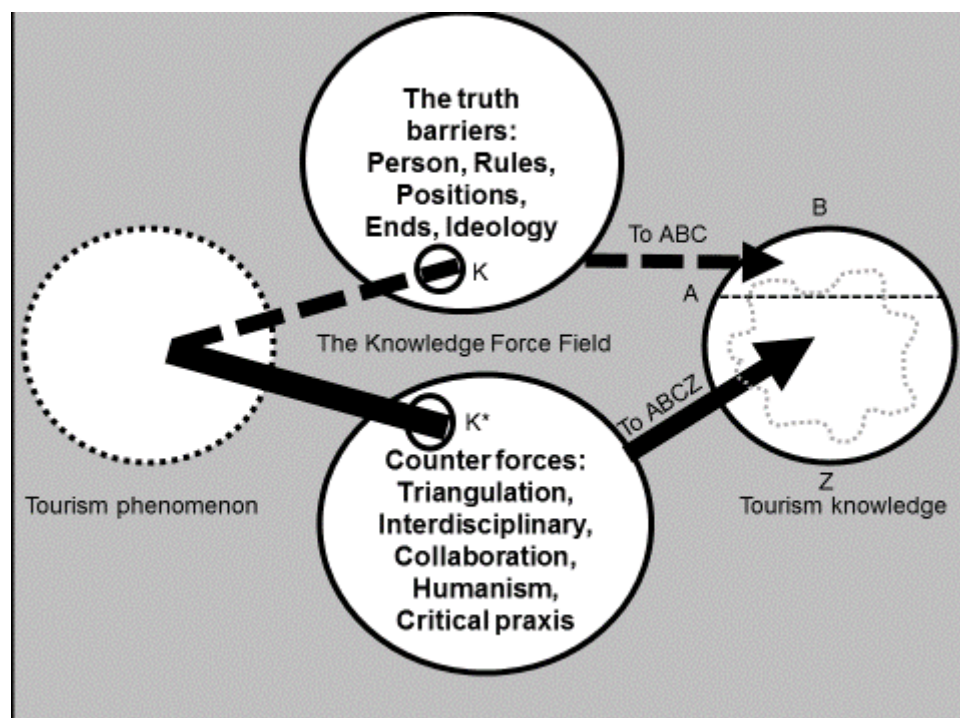 The truth
barriers:
Person, Rules,
Positions,
Ends, Ideology
K
To ABC
B
A
The Knowledge Force Field
K*
To ABCZ
Counter forces:
Triangulation,
Interdisciplinary,
Collaboration,
Humanism,
Critical praxis
Tourism phenomenon
Z
Tourism knowledge